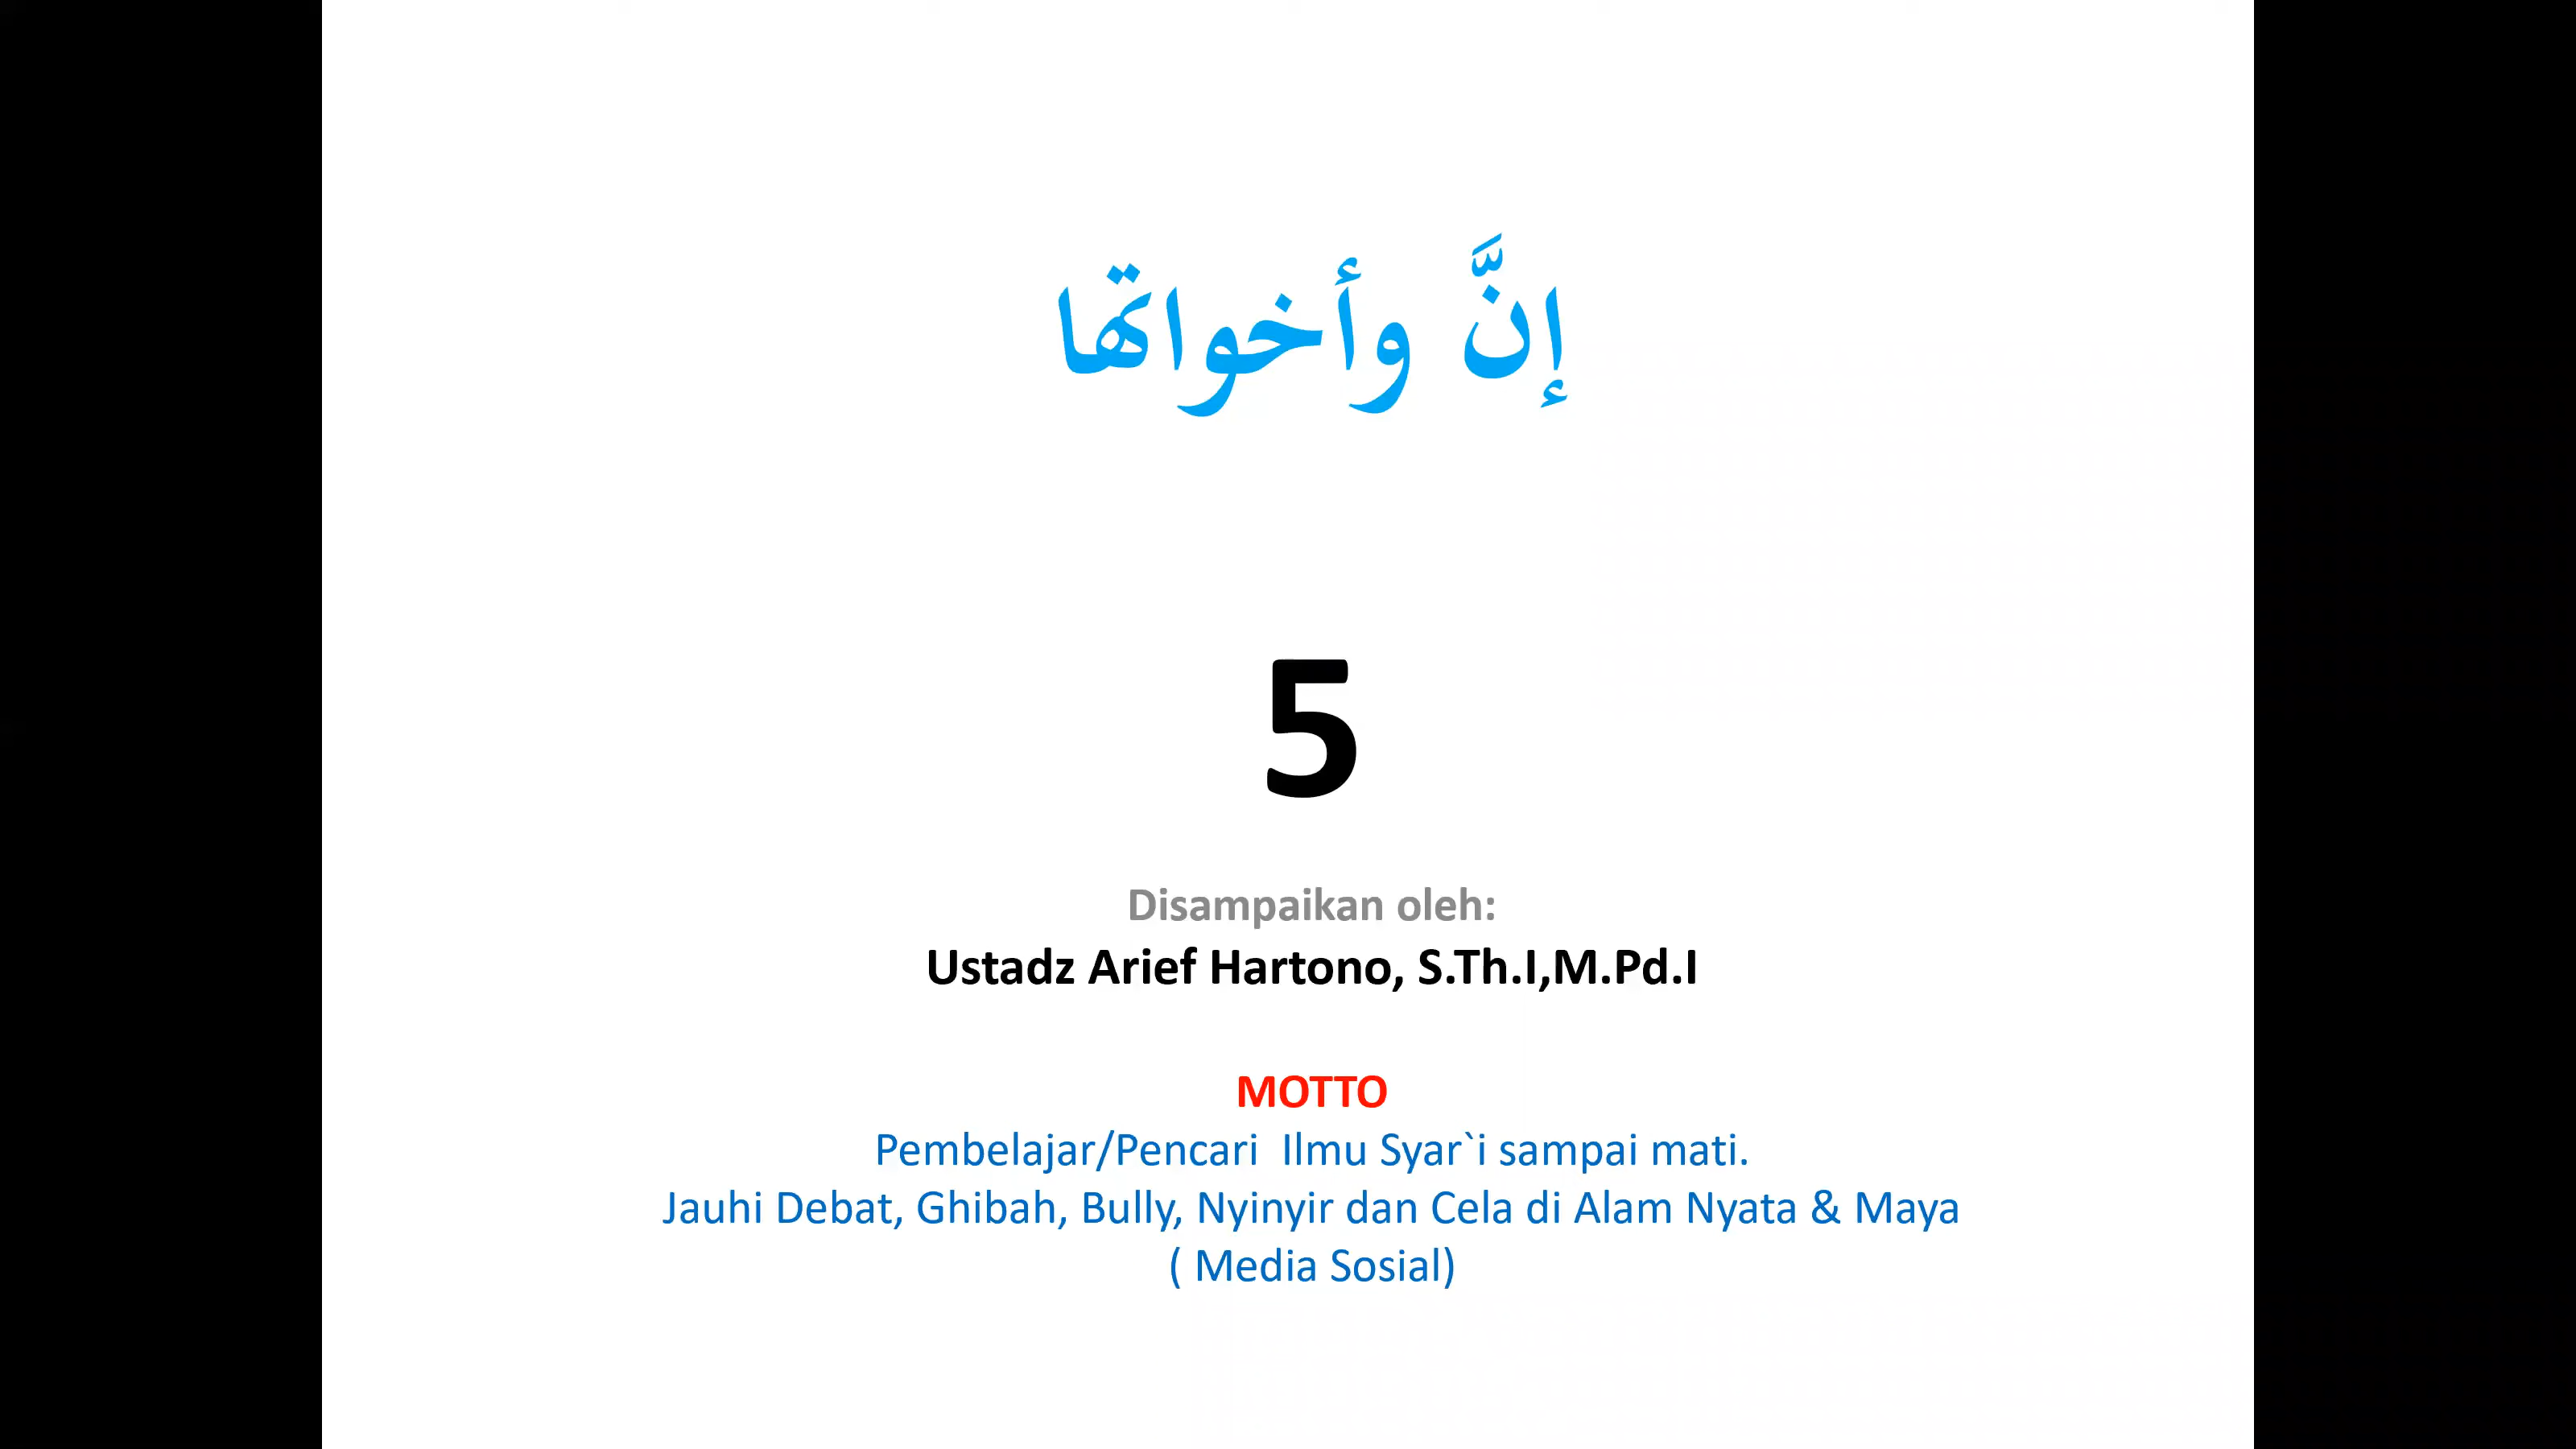 إنَّ وأخواتها
5
Disampaikan oleh:
Ustadz Arief Hartono, S.Th.I,M.Pd.I
MOTTO
Pembelajar/Pencari  Ilmu Syar`i sampai mati.
Jauhi Debat, Ghibah, Bully, Nyinyir dan Cela di Alam Nyata & Maya
( Media Sosial)